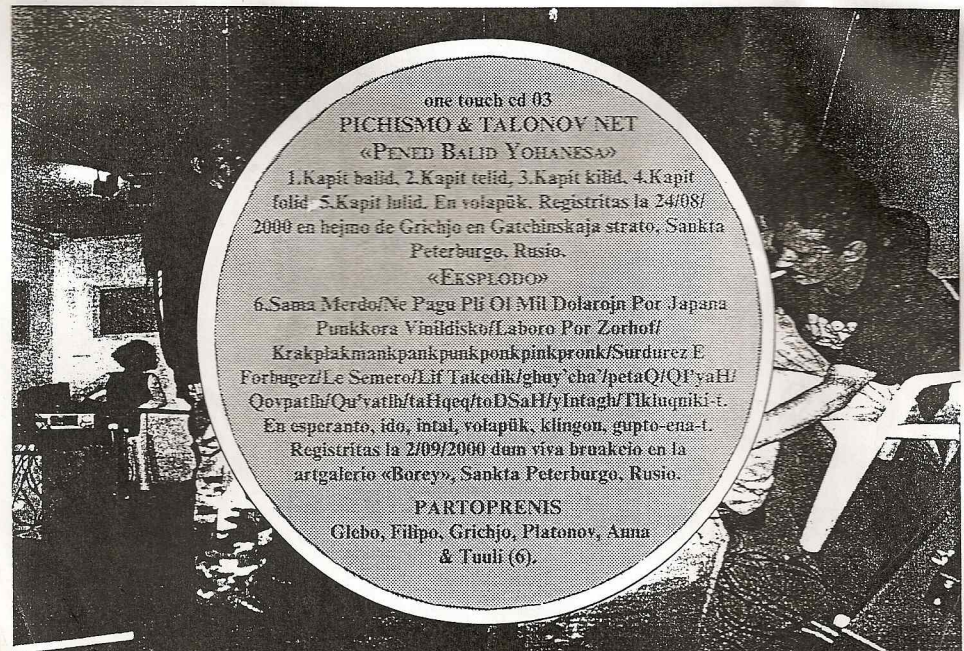 one touch cd 03
PICHISMO & TALONOV NET
«PENED BALID YOHANESA»
1.Kapit balid, 2.Kapit telid, 3.Kapit kilid, 4.Kapit
folid, 5.Kapit lulid. En volapük. Registritas la 24/08/
2000 en hejmo de Grichjo en Gatchinskaja strato, Sankta
Peterburgo, Rusio.
«EKSPLODO»
6.Sama Merdo/Ne Pagu Pli Ol Mil Dolarojn Por Japana
Punkkora Vinildisko/Laboro Por Zorhof/
Krakplakmankpankpunkponkpinkpronk/Surdurez E
Forbugez/Le Semero/Lif Takedik/ghuy'cha'/petaQ/QI'yaH/
Qovpatlh/Qu'vatlh/taHqeq/toDSaH/yIntagh/Tlkluqniki-t.
En esperanto, ido, intal, volapük, klingon, gupto-ena-t.
Registritas la 2/09/2000 dum viva bruakcio en la
artgalerio «Borey», Sankta Peterburgo, Rusio.
PARTOPRENIS
Glebo, Filipo, Grichjo, Platonov, Anna
& Tuuli (6).